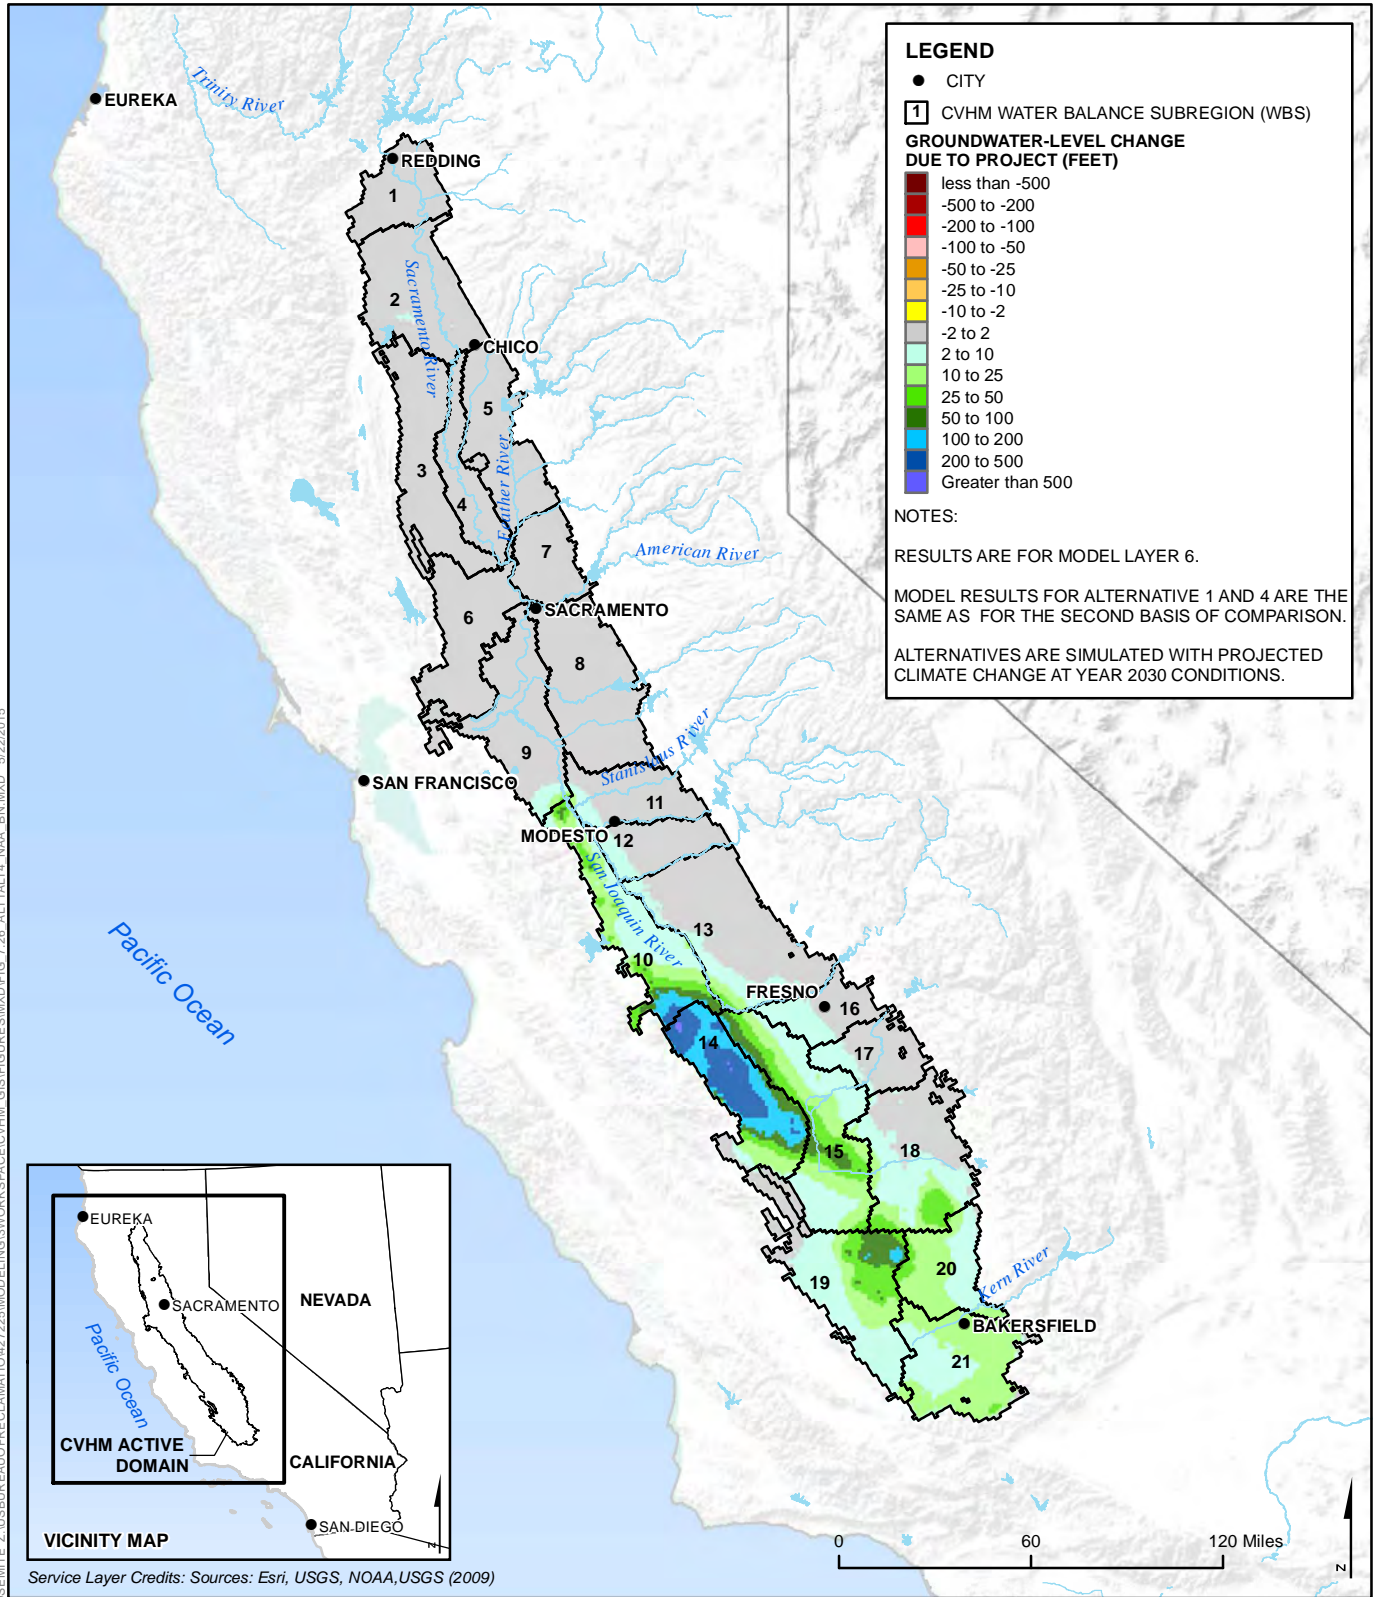 EUREKA
Trinity River
REDDING
1
2
Sacramento River
CHICO
5
3
4
Feather River
7
American River
SACRAMENTO
6
8
9
Stanislaus River
SAN FRANCISCO
11
MODESTO
12
San Joaquin River
13
10
FRESNO
16
14
17
15
18
19
20
Kern River
BAKERSFIELD
21
Pacific Ocean
LEGEND
CITY
1 CVHM WATER BALANCE SUBREGION (WBS)
GROUNDWATER-LEVEL CHANGE
DUE TO PROJECT (FEET)
less than -500
-500 to -200
-200 to -100
-100 to -50
-50 to -25
-25 to -10
-10 to -2
-2 to 2
2 to 10
10 to 25
25 to 50
50 to 100
100 to 200
200 to 500
Greater than 500
NOTES:
RESULTS ARE FOR MODEL LAYER 6.
MODEL RESULTS FOR ALTERNATIVE 1 AND 4 ARE THE
SAME AS FOR THE SECOND BASIS OF COMPARISON.
ALTERNATIVES ARE SIMULATED WITH PROJECTED
CLIMATE CHANGE AT YEAR 2030 CONDITIONS.
EUREKA
SACRAMENTO
NEVADA
Pacific Ocean
CVHM ACTIVE
DOMAIN
CALIFORNIA
SAN DIEGO
VICINITY MAP
N
Service Layer Credits: Sources: Esri, USGS, NOAA,USGS (2009)
0 60 120 Miles
N